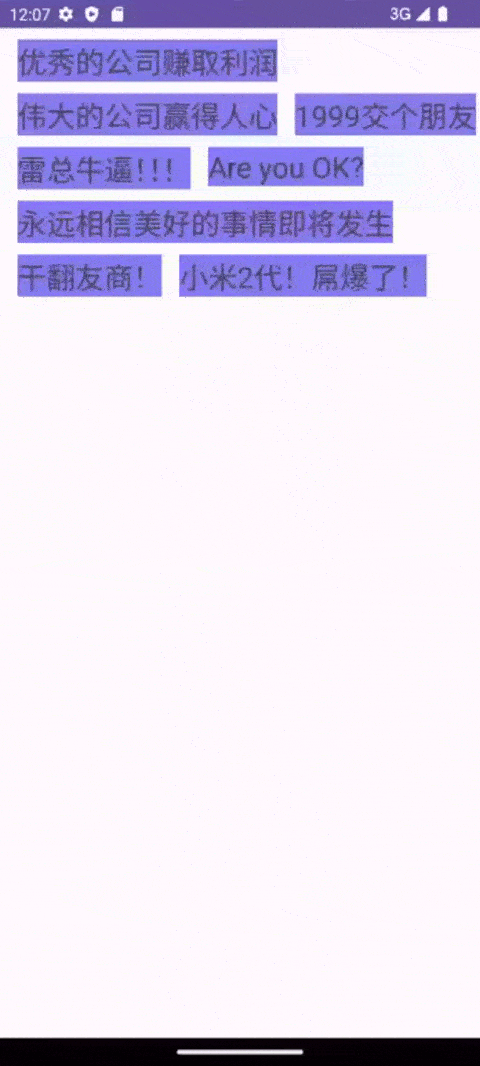 12:07 3G
优秀的公司赚取利润
伟大的公司赢得人心 1999交个朋友
雷总牛逼!!! Are you OK?
永远相信美好的事情即将发生
干翻友商! 小米2代!屌爆了!